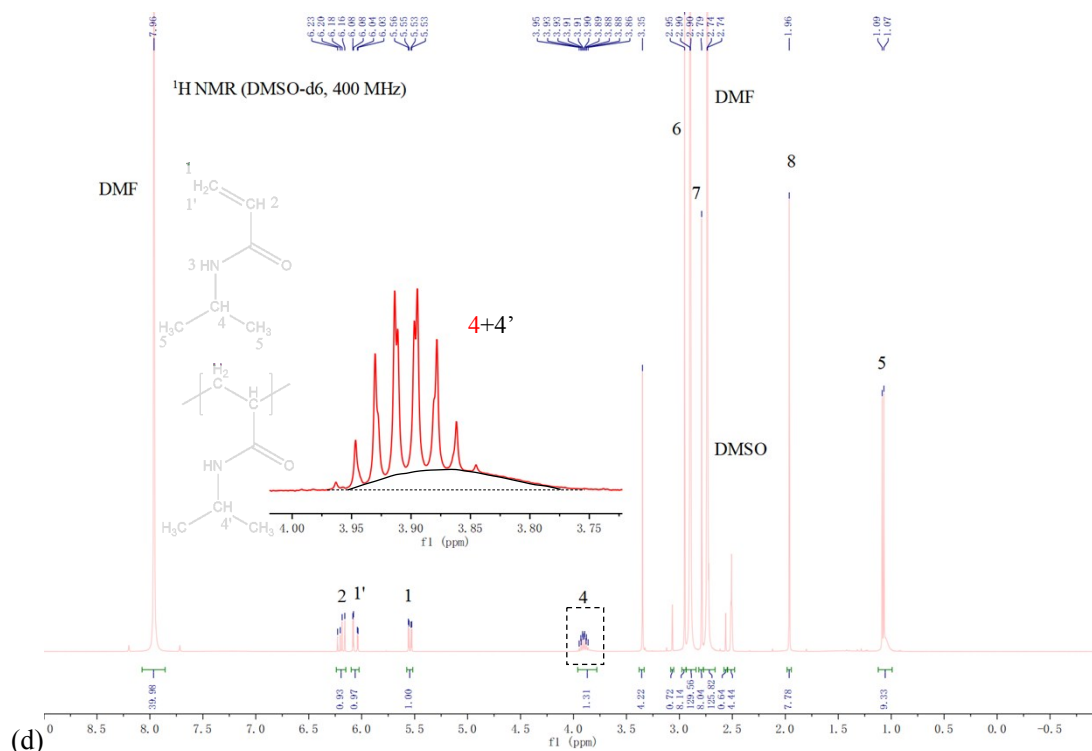 7.96
6.23
6.20
6.18
6.16
6.08
6.08
6.04
6.03
5.56
5.55
5.53
5.53
3.95
3.93
3.93
3.91
3.91
3.90
3.89
3.88
3.88
3.86
3.35
2.95
2.90
2.90
2.79
2.74
2.74
1.96
1.09
1.07
¹H NMR (DMSO-d6, 400 MHz)
DMF
6
8
DMF
7
1
H₂C
1'
CH 2
3 HN
O
CH
4
H₃C
CH₃
5
5
4+4’
5
DMSO
H₂
C
H
HN
O
CH
4'
H₃C
CH₃
4.00 3.95 3.90 3.85 3.80 3.75
f1 (ppm)
2 1' 1 4
39.98
0.93
0.97
1.00
1.31
4.22
0.72
8.14
129.56
8.04
125.82
0.64
4.44
7.78
9.33
8.0 7.5 7.0 6.5 6.0 5.5 5.0 4.5 4.0 3.5 3.0 2.5 2.0 1.5 1.0 0.5 0.0 -0.5
f1 (ppm)
(d)